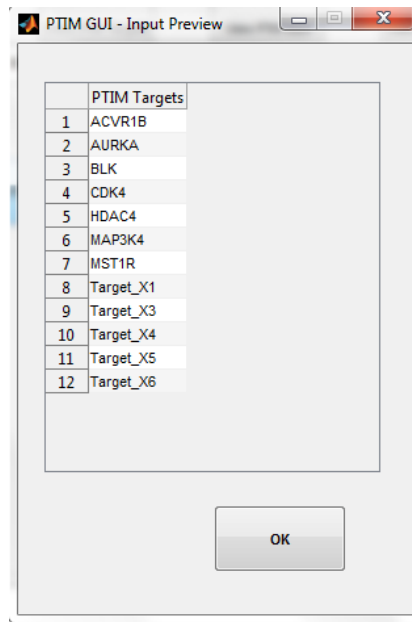 PTIM GUI - Input Preview
PTIM Targets
1 ACVR1B
2 AURKA
3 BLK
4 CDK4
5 HDAC4
6 MAP3K4
7 MST1R
8 Target_X1
9 Target_X3
10 Target_X4
11 Target_X5
12 Target_X6
OK